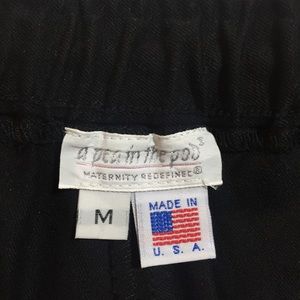 a pea in the pod®
MATERNITY REDEFINED®
M
MADE IN
U. S. A.